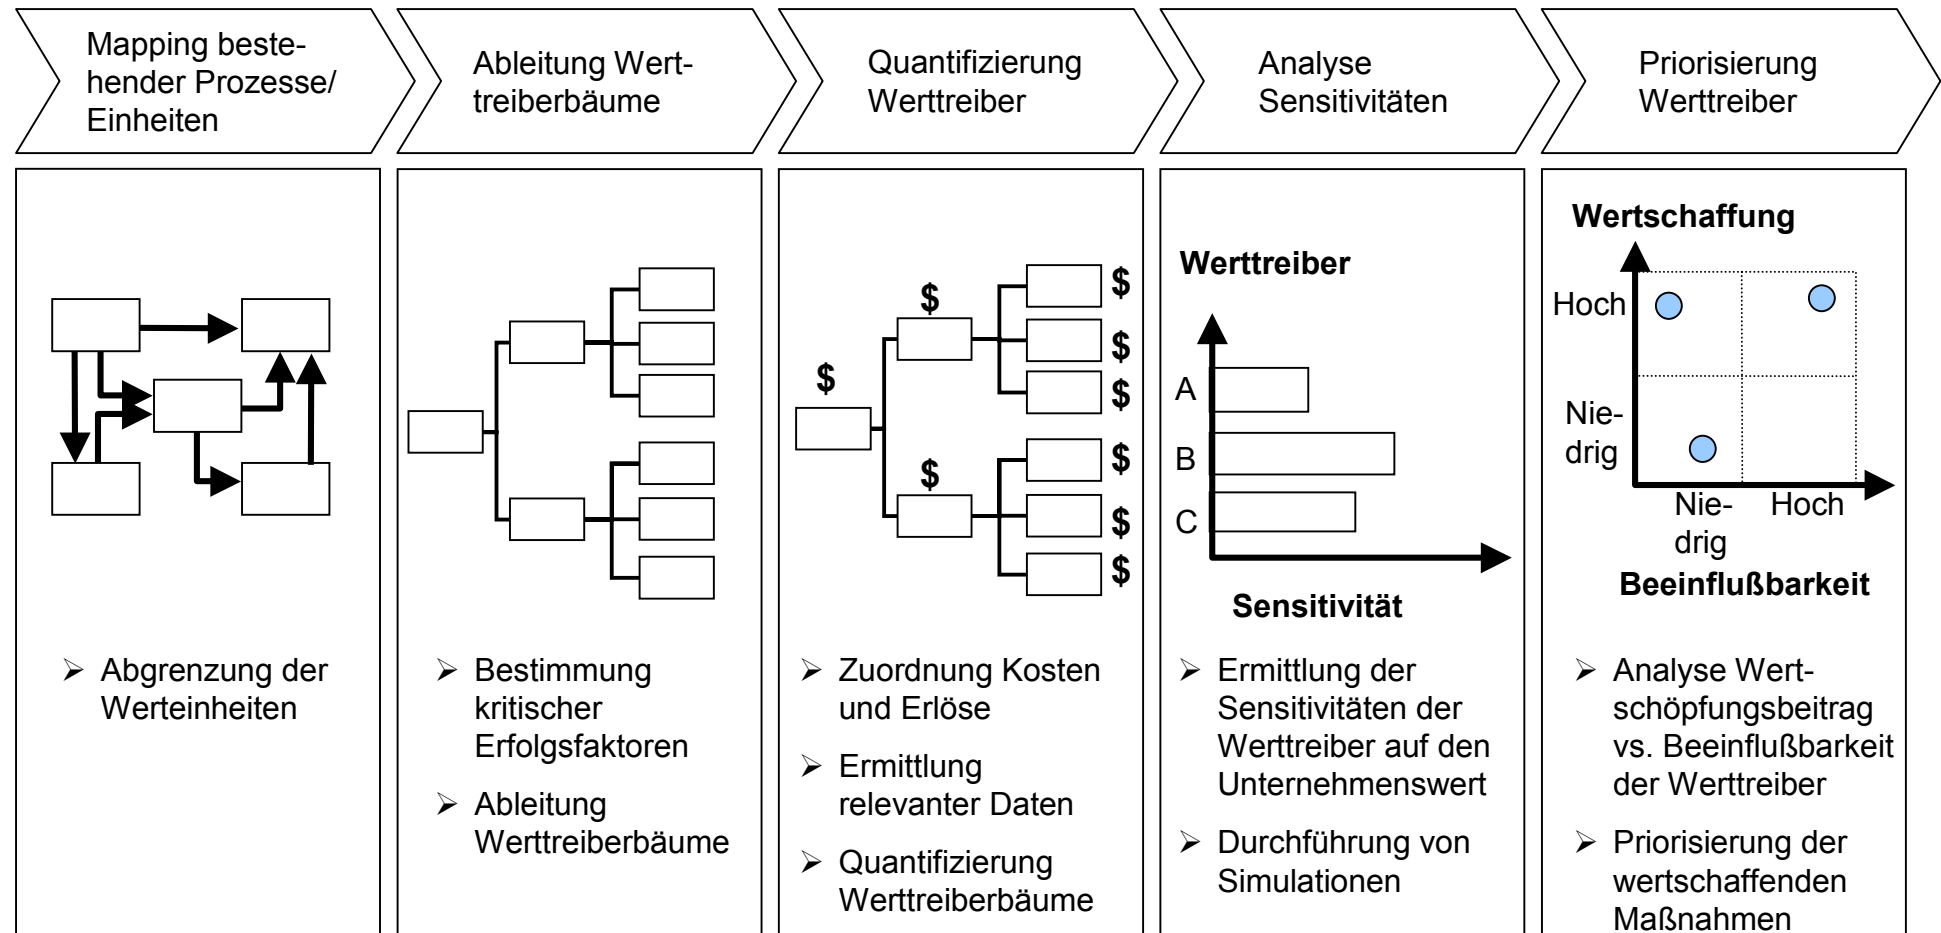 Mapping beste-
hender Prozesse/
Einheiten
Ableitung Wert-
treiberbäume
Quantifizierung
Werttreiber
Analyse
Sensitivitäten
Priorisierung
Werttreiber
➢ Abgrenzung der
Werteinheiten
➢ Bestimmung
kritischer
Erfolgsfaktoren
➢ Ableitung
Werttreiberbäume
$
$
$
$
$
$
$
$
$
➢ Zuordnung Kosten
und Erlöse
➢ Ermittlung
relevanter Daten
➢ Quantifizierung
Werttreiberbäume
Werttreiber
A
B
C
Sensitivität
➢ Ermittlung der
Sensitivitäten der
Werttreiber auf den
Unternehmenswert
➢ Durchführung von
Simulationen
Wertschaffung
Hoch
Nie-
drig
Nie-
drig
Hoch
Beeinflußbarkeit
➢ Analyse Wert-
schöpfungsbeitrag
vs. Beeinflußbarkeit
der Werttreiber
➢ Priorisierung der
wertschaffenden
Maßnahmen